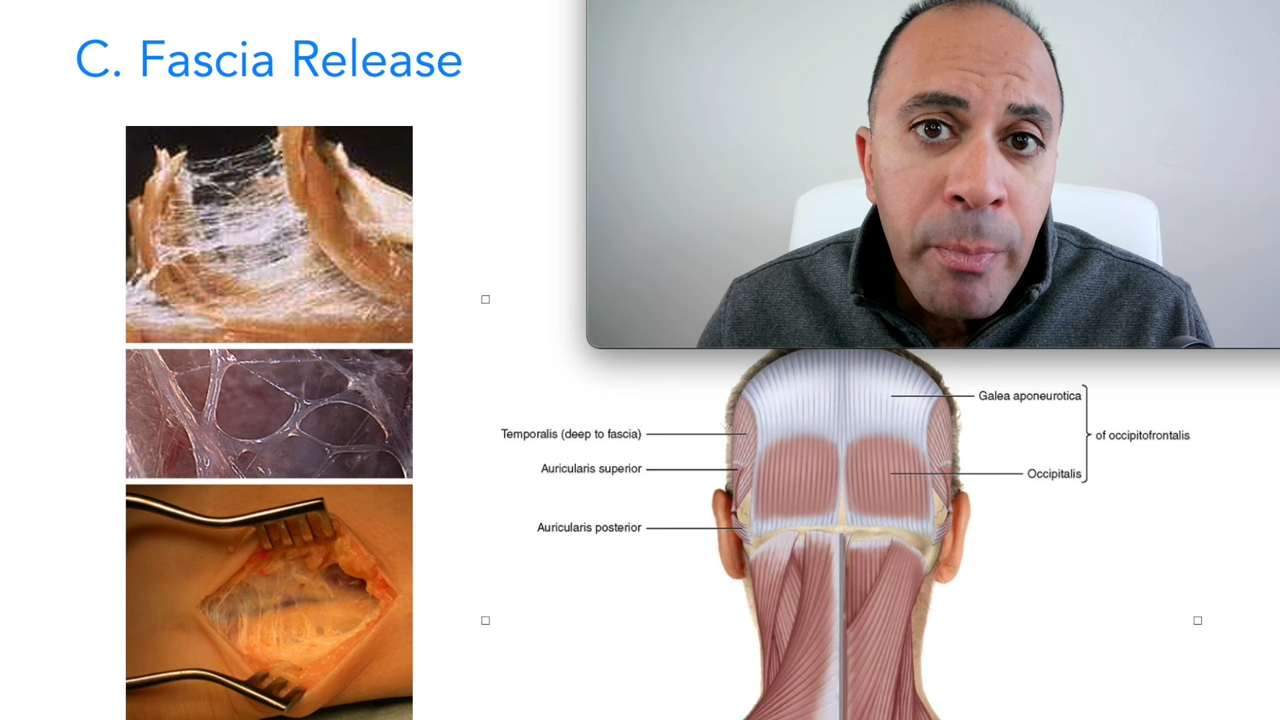 C. Fascia Release
Galea aponeurotica
of occipitofrontalis
Temporalis (deep to fascia)
Auricularis superior
Occipitalis
Auricularis posterior